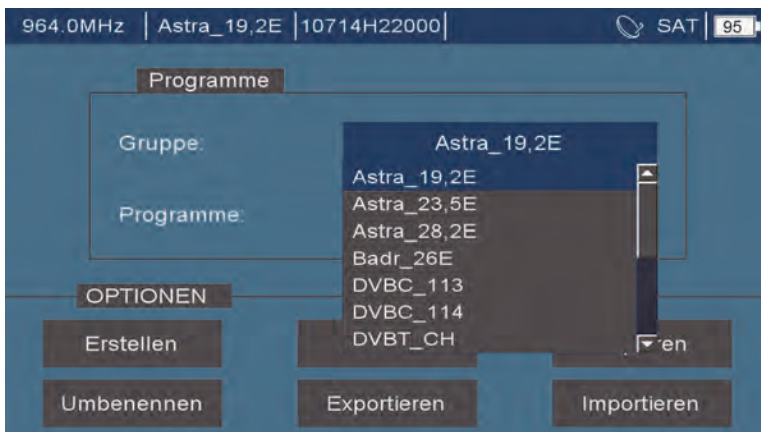 964.0MHz Astra_19,2E 10714H22000 SAT 95
Programme
Gruppe: Astra_19,2E
Astra_19,2E
Astra_23,5E
Programme:
Astra_28,2E
Badr_26E
DVBC_113
OPTIONEN
DVBC_114
DVBT_CH
Erstellen
Umbenennen Exportieren Importieren